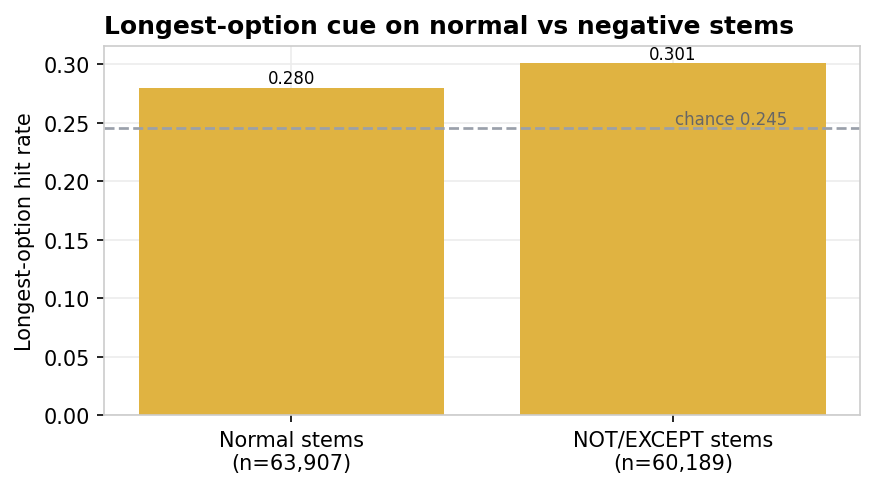 Longest-option cue on normal vs negative stems
Longest-option hit rate
0.30
0.25
0.20
0.15
0.10
0.05
0.00
0.280
0.301
chance 0.245
Normal stems
(n=63,907)
NOT/EXCEPT stems
(n=60,189)